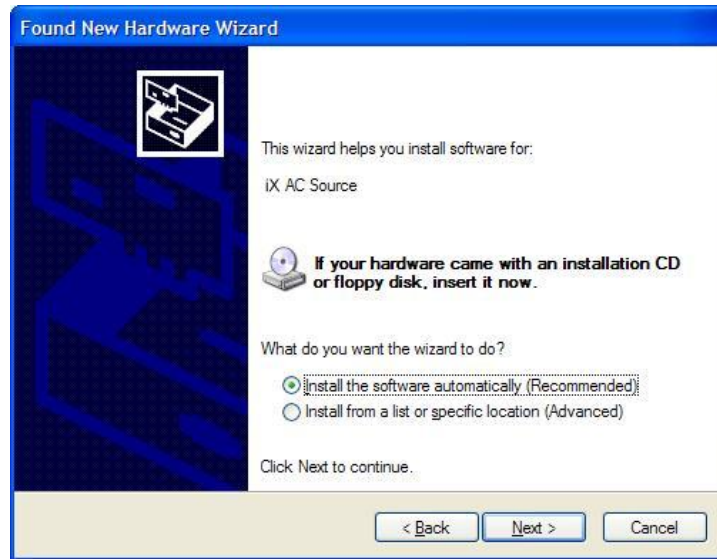 Found New Hardware Wizard
This wizard helps you install software for:
iX AC Source
If your hardware came with an installation CD
or floppy disk, insert it now.
What do you want the wizard to do?
Install the software automatically (Recommended)
Install from a list or specific location (Advanced)
Click Next to continue.
< Back Next > Cancel